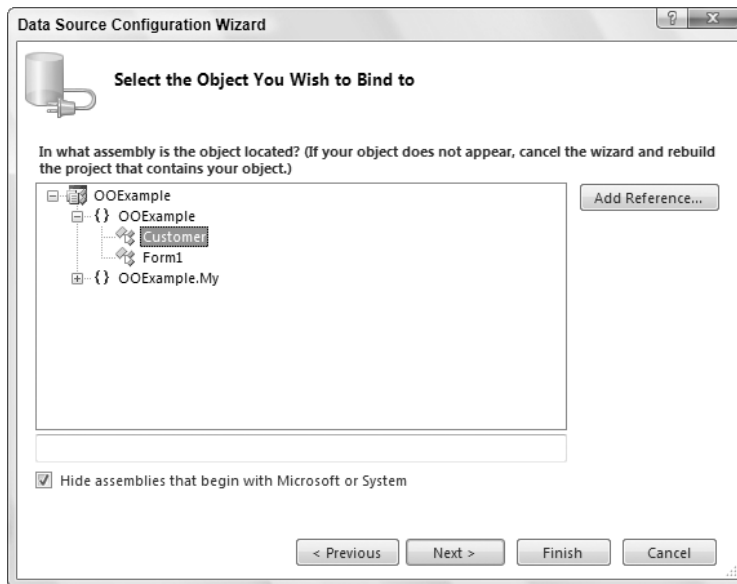 Data Source Configuration Wizard
?
X
Select the Object You Wish to Bind to
In what assembly is the object located? (If your object does not appear, cancel the wizard and rebuild
the project that contains your object.)
OOExample
Add Reference...
{} OOExample
Customer
Form1
{} OOExample.My
Hide assemblies that begin with Microsoft or System
< Previous
Next >
Finish
Cancel